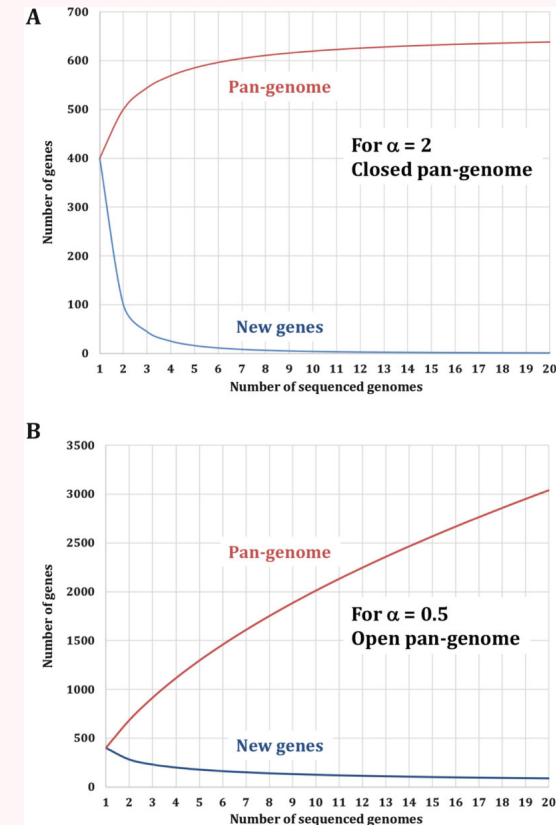 A
700
600
500
400
300
200
100
0
Number of genes
Pan-genome
For α = 2
Closed pan-genome
New genes
1 2 3 4 5 6 7 8 9 10 11 12 13 14 15 16 17 18 19 20
Number of sequenced genomes
B
3500
3000
2500
2000
1500
1000
500
0
Number of genes
Pan-genome
For α = 0.5
Open pan-genome
New genes
1 2 3 4 5 6 7 8 9 10 11 12 13 14 15 16 17 18 19 20
Number of sequenced genomes